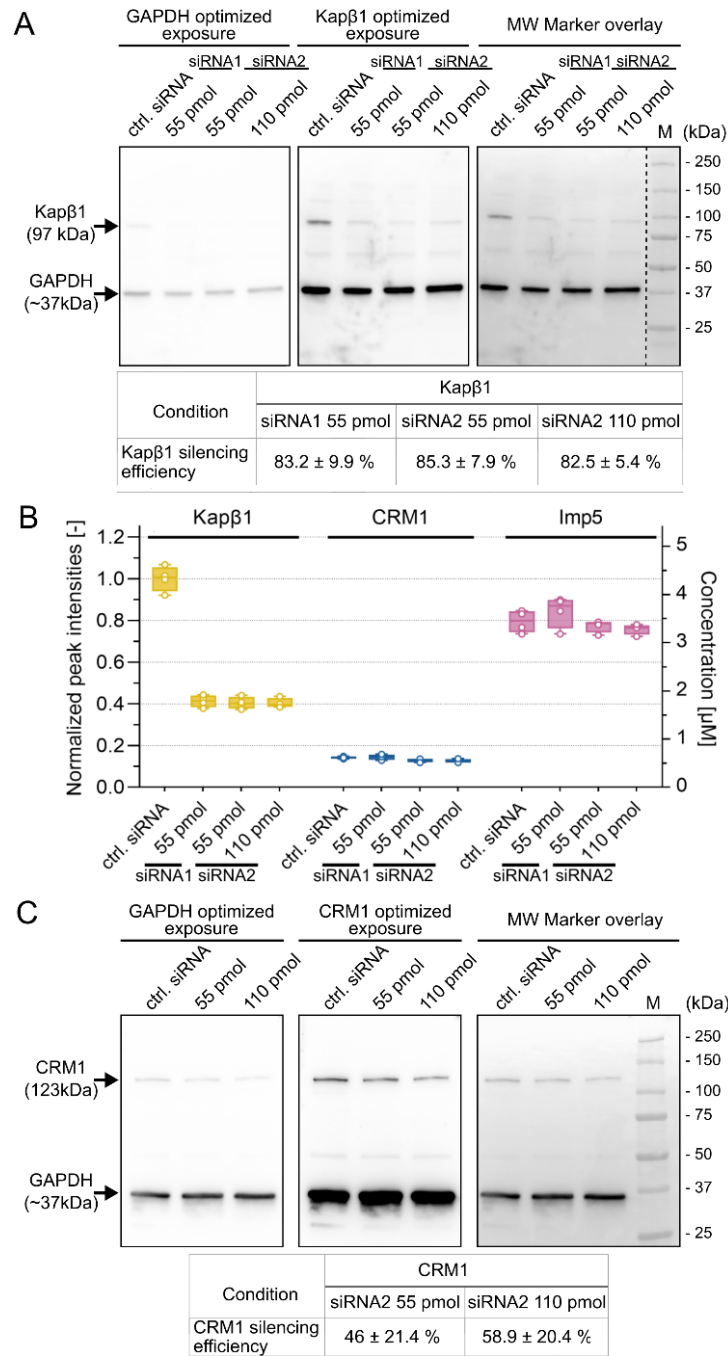 A
GAPDH optimized
exposure
Kapβ1 optimized
exposure
MW Marker overlay
siRNA1 siRNA2
siRNA1 siRNA2
siRNA1 siRNA2
ctrl. siRNA 55 pmol 55 pmol 110 pmol
ctrl. siRNA 55 pmol 55 pmol 110 pmol
ctrl. siRNA 55 pmol 55 pmol 110 pmol M (kDa)
Kapβ1
(97 kDa)
GAPDH
(~37kDa)
- 250
- 150
- 100
- 75
- 50
- 37
- 25
Kapβ1
Condition
siRNA1 55 pmol siRNA2 55 pmol siRNA2 110 pmol
Kapβ1 silencing
efficiency
83.2 ± 9.9 % 85.3 ± 7.9 % 82.5 ± 5.4 %
B
Kapβ1 CRM1 Imp5
Normalized peak intensities [-]
1.2
1.0
0.8
0.6
0.4
0.2
0.0
5
4
3
2
1
0
Concentration [µM]
ctrl. siRNA 55 pmol 55 pmol 110 pmol
ctrl. siRNA 55 pmol 55 pmol 110 pmol
ctrl. siRNA 55 pmol 55 pmol 110 pmol
siRNA1 siRNA2
siRNA1 siRNA2
siRNA1 siRNA2
C
GAPDH optimized
exposure
CRM1 optimized
exposure
MW Marker overlay
ctrl. siRNA 55 pmol 110 pmol
ctrl. siRNA 55 pmol 110 pmol
ctrl. siRNA 55 pmol 110 pmol M (kDa)
CRM1
(123kDa)
GAPDH
(~37kDa)
- 250
- 150
- 100
- 75
- 50
- 37
- 25
CRM1
Condition
siRNA2 55 pmol siRNA2 110 pmol
CRM1 silencing
efficiency
46 ± 21.4 % 58.9 ± 20.4 %